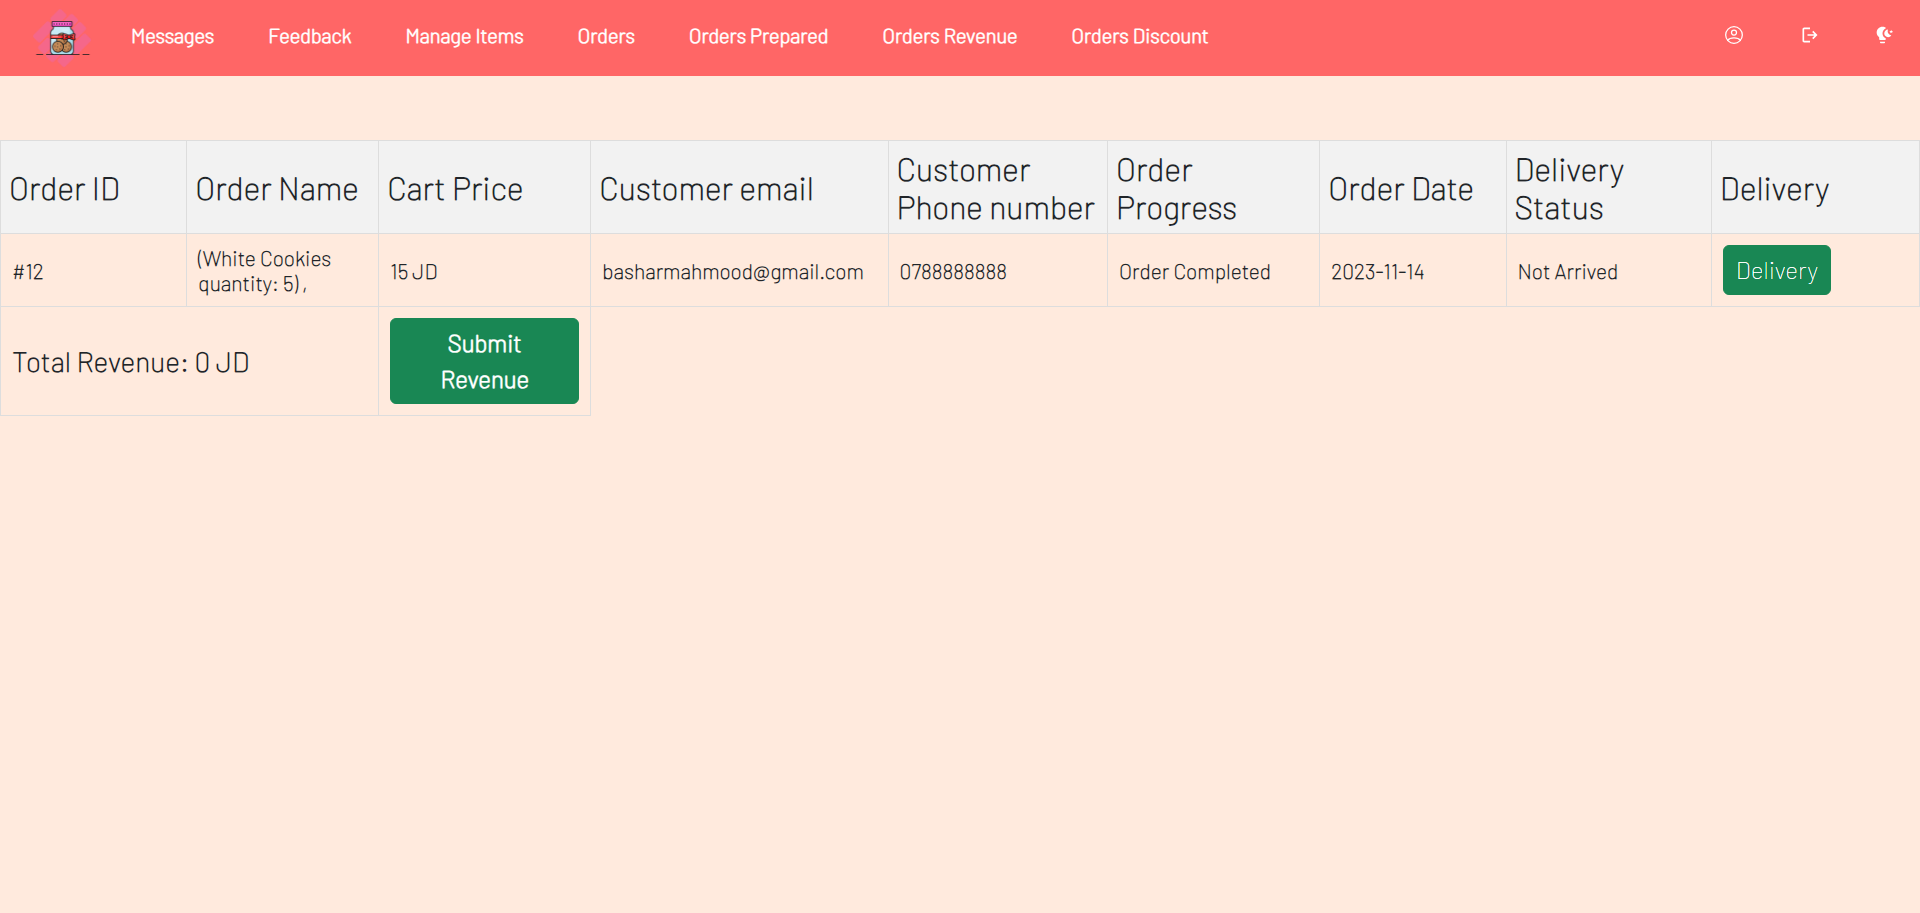 Messages Feedback Manage Items Orders Orders Prepared Orders Revenue Orders Discount
Order ID
Order Name
Cart Price
Customer email
Customer
Phone number
Order
Progress
Order Date
Delivery
Status
Delivery
#12
(White Cookies
quantity: 5) ,
15 JD
basharmahmood@gmail.com
0788888888
Order Completed
2023-11-14
Not Arrived
Delivery
Total Revenue: 0 JD
Submit
Revenue